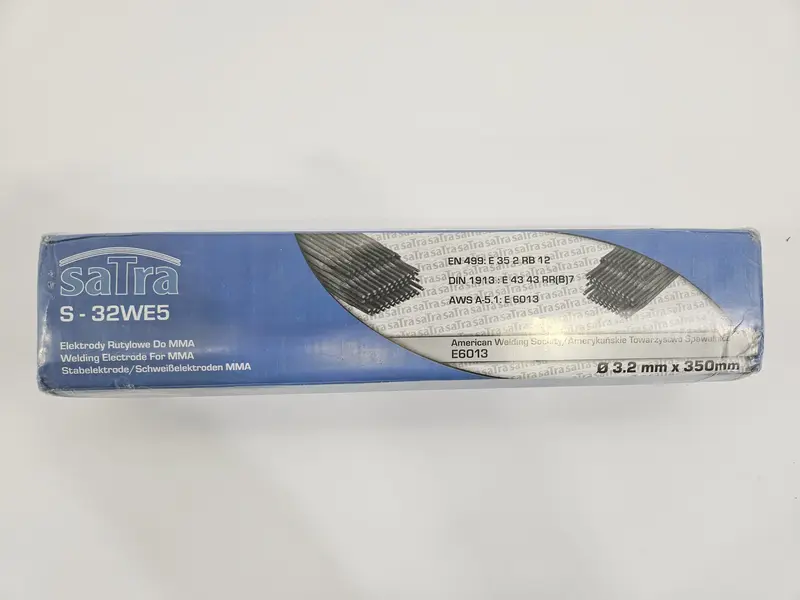 saTra
S - 32WE5
Elektrody Rutylowe Do MMA
Welding Electrode For MMA
Stabelektrode/Schweißelektroden MMA
EN 499: E 35 2 RB 12
DIN 1913 : E 43 43 RR(B)7
AWS A-5.1: E 6013
American Welding Society/Amerykańskie Towarzystwo Spawalnicz
E6013
Ø 3.2 mm x 350mm